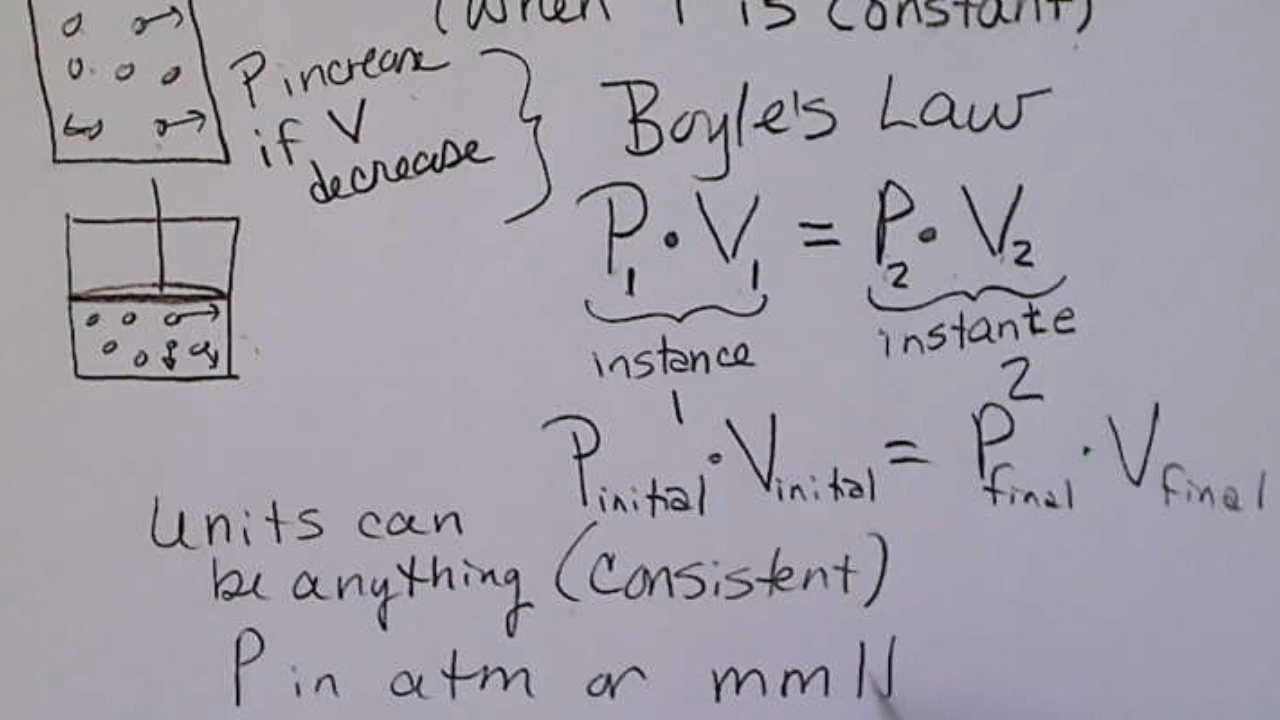 (when T is constant)
P increase
if V
decrease
Boyle's Law
P₁ · V₁ = P₂ · V₂
instance
1
instante
2
Pinitial · Vinitial = Pfinal · Vfinal
Units can
be anything (Consistent)
P in atm or mm